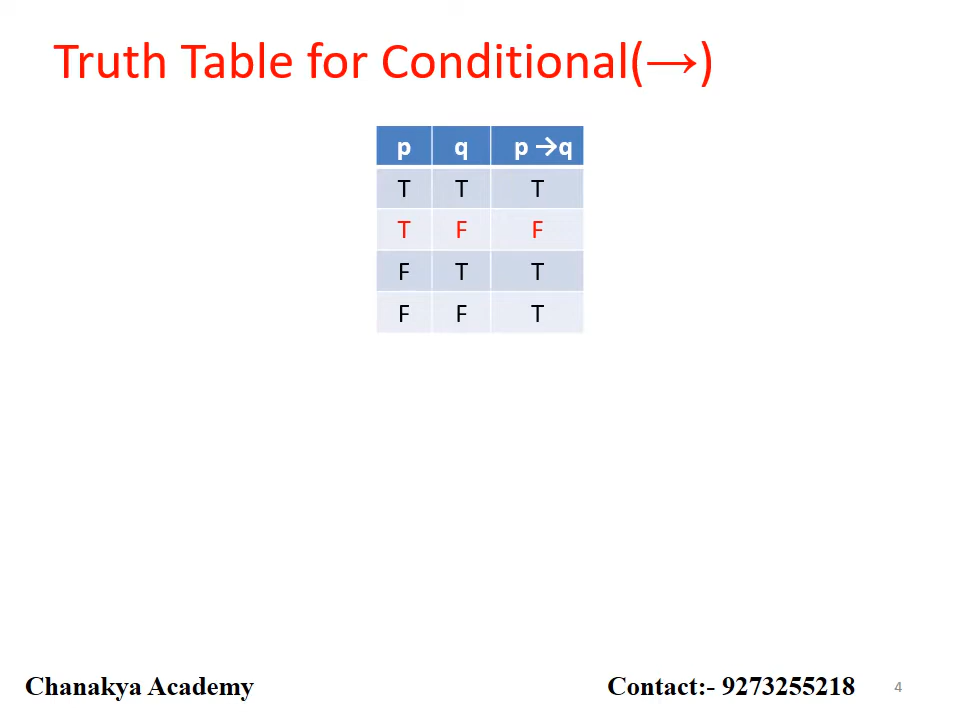 Truth Table for Conditional(→)
p q p →q
T T T
T F F
F T T
F F T
Chanakya Academy Contact:- 9273255218 4